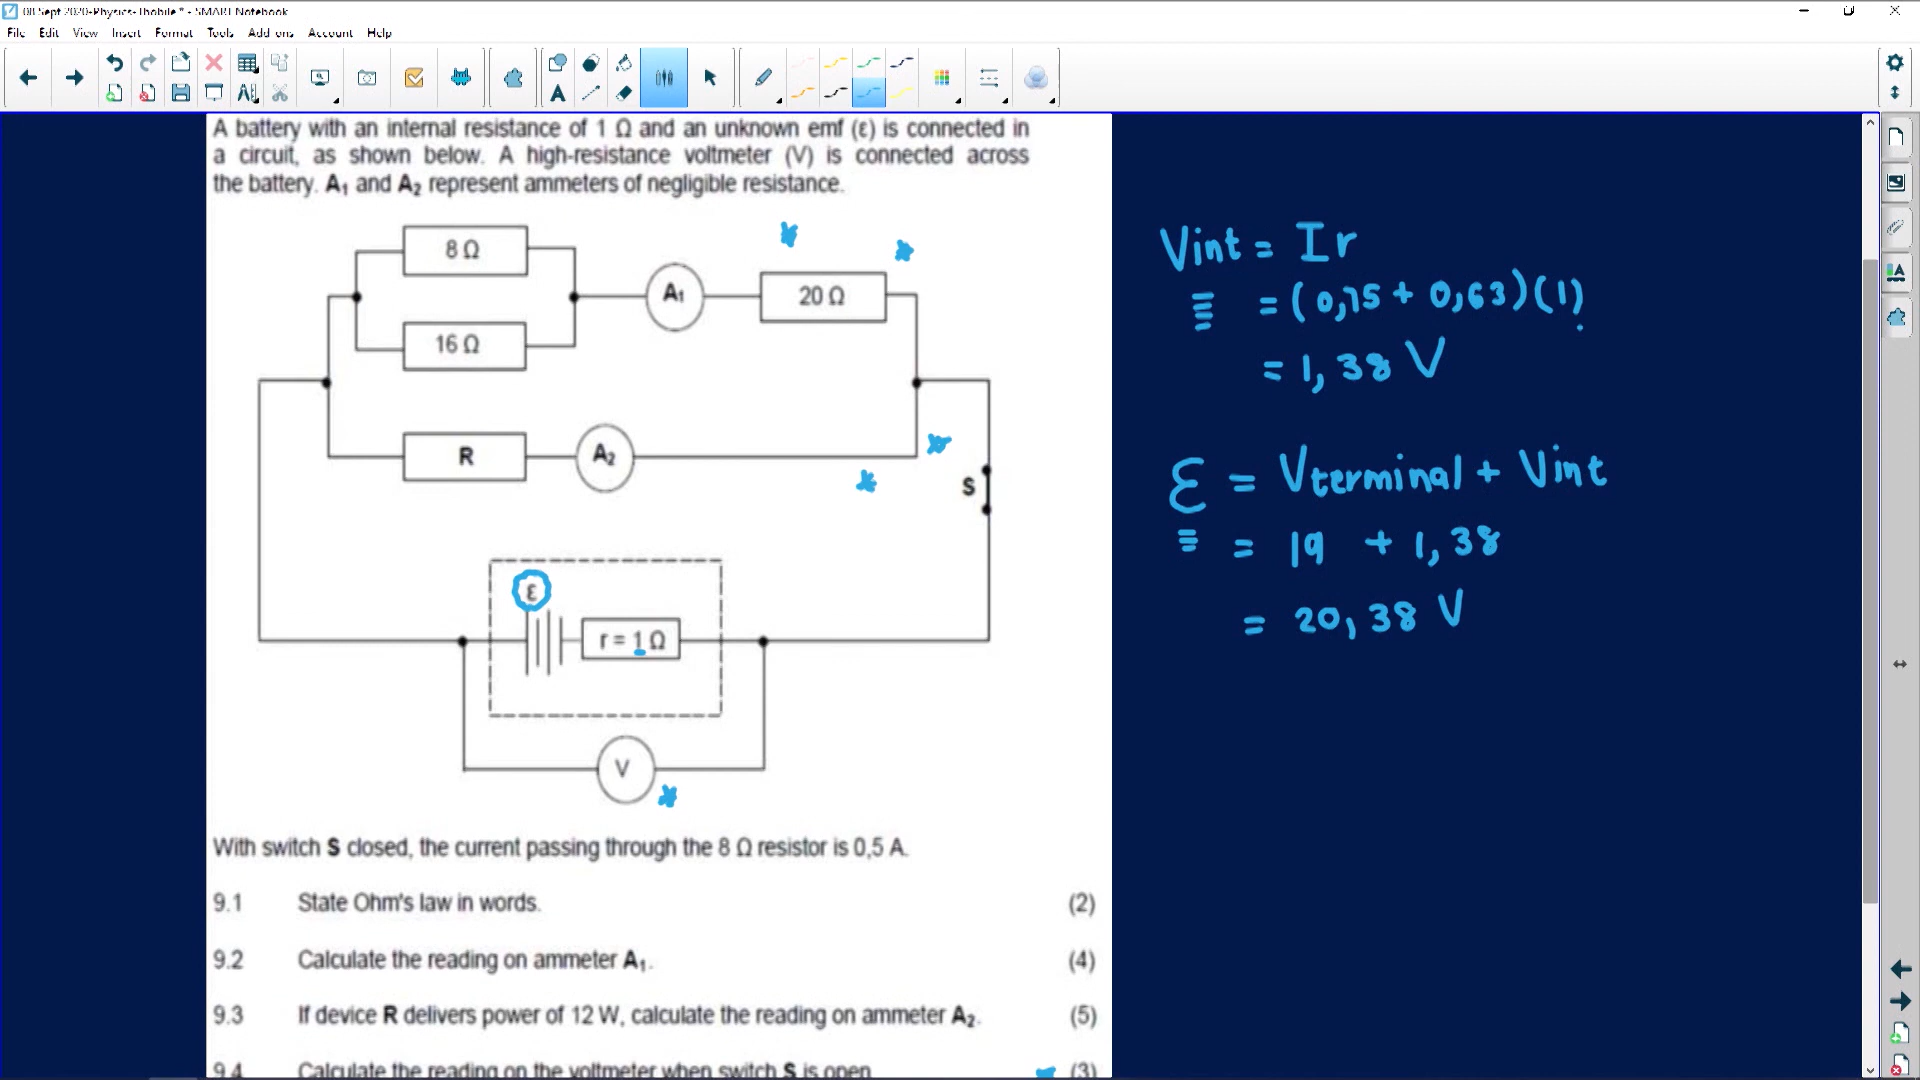 08 Sept 2020-Physics-Thobile * - SMART Notebook
File Edit View Insert Format Tools Add-ons Account Help
A battery with an internal resistance of 1 Ω and an unknown emf (ε) is connected in
a circuit, as shown below. A high-resistance voltmeter (V) is connected across
the battery. A₁ and A₂ represent ammeters of negligible resistance.
8 Ω
A₁
20 Ω
16 Ω
R
A₂
S
ε
r = 1 Ω
V
With switch S closed, the current passing through the 8 Ω resistor is 0,5 A.
9.1 State Ohm's law in words. (2)
9.2 Calculate the reading on ammeter A₁. (4)
9.3 If device R delivers power of 12 W, calculate the reading on ammeter A₂. (5)
9.4 Calculate the reading on the voltmeter when switch S is open (3)
Vint = Ir
= (0,75 + 0,63)(1)
= 1,38 V
ε = Vterminal + Vint
= 19 + 1,38
= 20,38 V